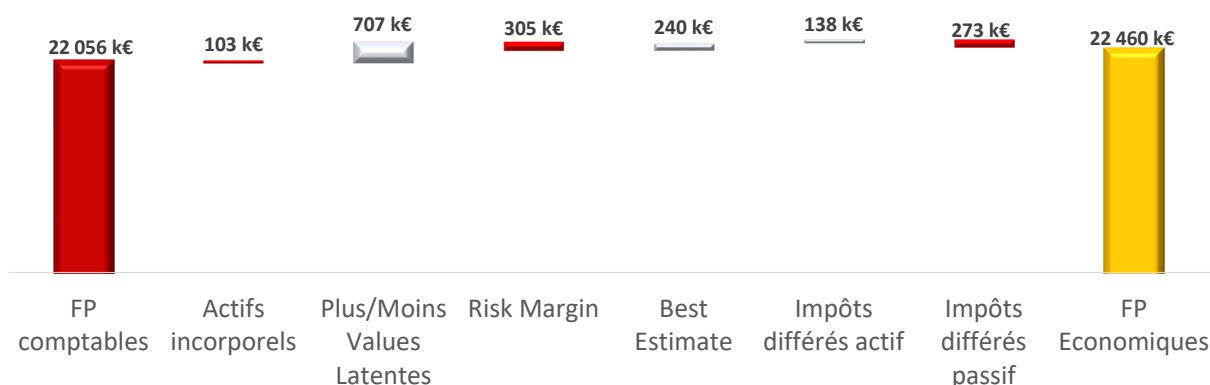 22 056 k€
103 k€
707 k€
305 k€
240 k€
138 k€
273 k€
22 460 k€
FP
comptables
Actifs
incorporels
Plus/Moins
Values
Latentes
Risk Margin
Best
Estimate
Impôts
différés actif
Impôts
différés
passif
FP
Economiques